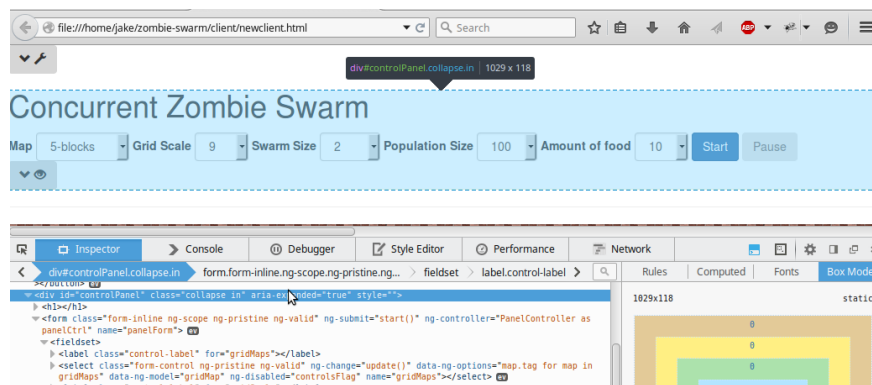 file:///home/jake/zombie-swarm/client/newclient.html
Search
ABP
div#controlPanel.collapse.in | 1029 x 118
Concurrent Zombie Swarm
Map 5-blocks Grid Scale 9 Swarm Size 2 Population Size 100 Amount of food 10 Start Pause
Inspector Console Debugger Style Editor Performance Network
div#controlPanel.collapse.in form.form-inline.ng-scope.ng-pristine.ng... fieldset label.control-label Rules Computed Fonts Box Mode
></button> ev
<div id="controlPanel" class="collapse in" aria-expanded="true" style="">
<h1></h1>
<form class="form-inline ng-scope ng-pristine ng-valid" ng-submit="start()" ng-controller="PanelController as
panelCtrl" name="panelForm"> ev
<fieldset>
<label class="control-label" for="gridMaps"></label>
<select class="form-control ng-pristine ng-valid" ng-change="update()" data-ng-options="map.tag for map in
gridMaps" data-ng-model="gridMap" ng-disabled="controlsFlag" name="gridMaps"></select> ev
1029x118 static
0
0
0